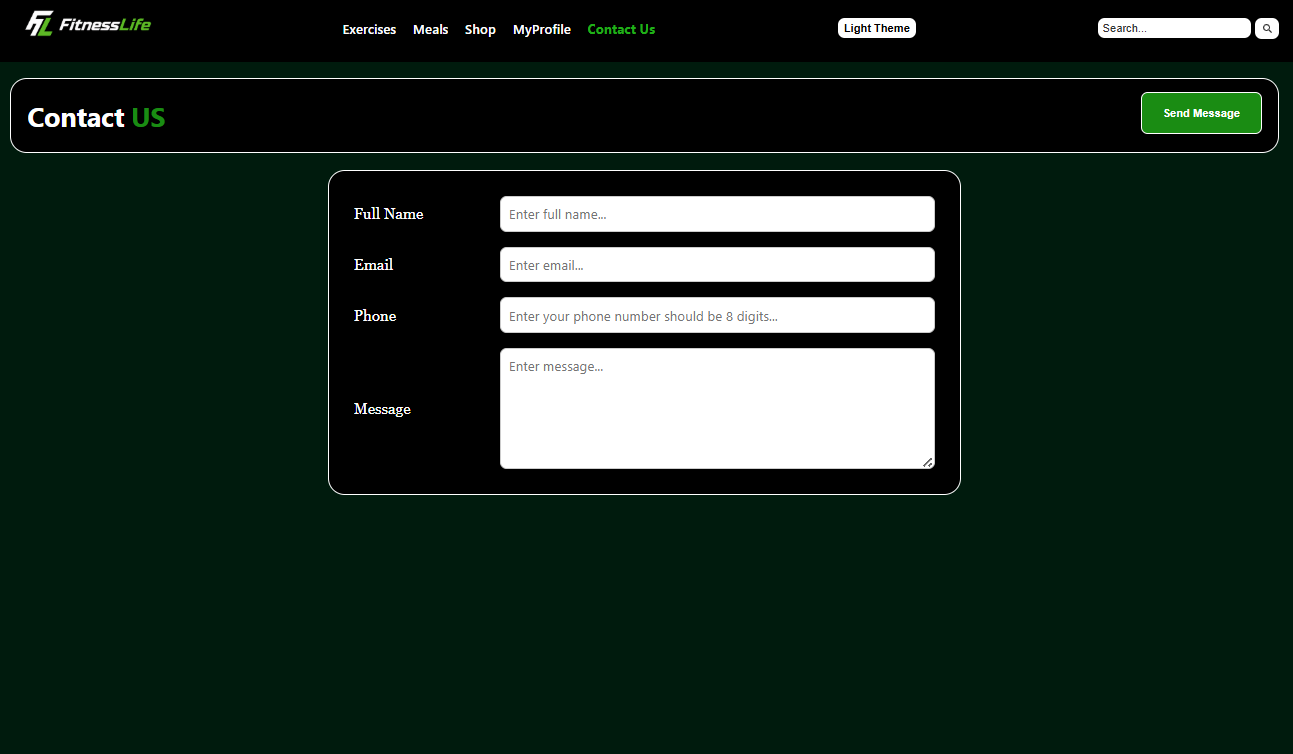 FitnessLife
Exercises Meals Shop MyProfile Contact Us Light Theme Search...
Contact US Send Message
Full Name Enter full name...
Email Enter email...
Phone Enter your phone number should be 8 digits...
Message Enter message...